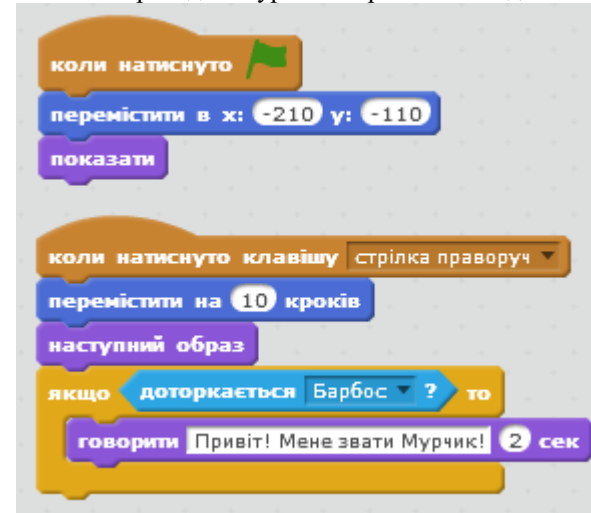 коли натиснуто
перемістити в x: -210 y: -110
показати
коли натиснуто клавішу стрілка праворуч
перемістити на 10 кроків
наступний образ
якщо доторкається Барбос ? то
говорити Привіт! Мене звати Мурчик! 2 сек